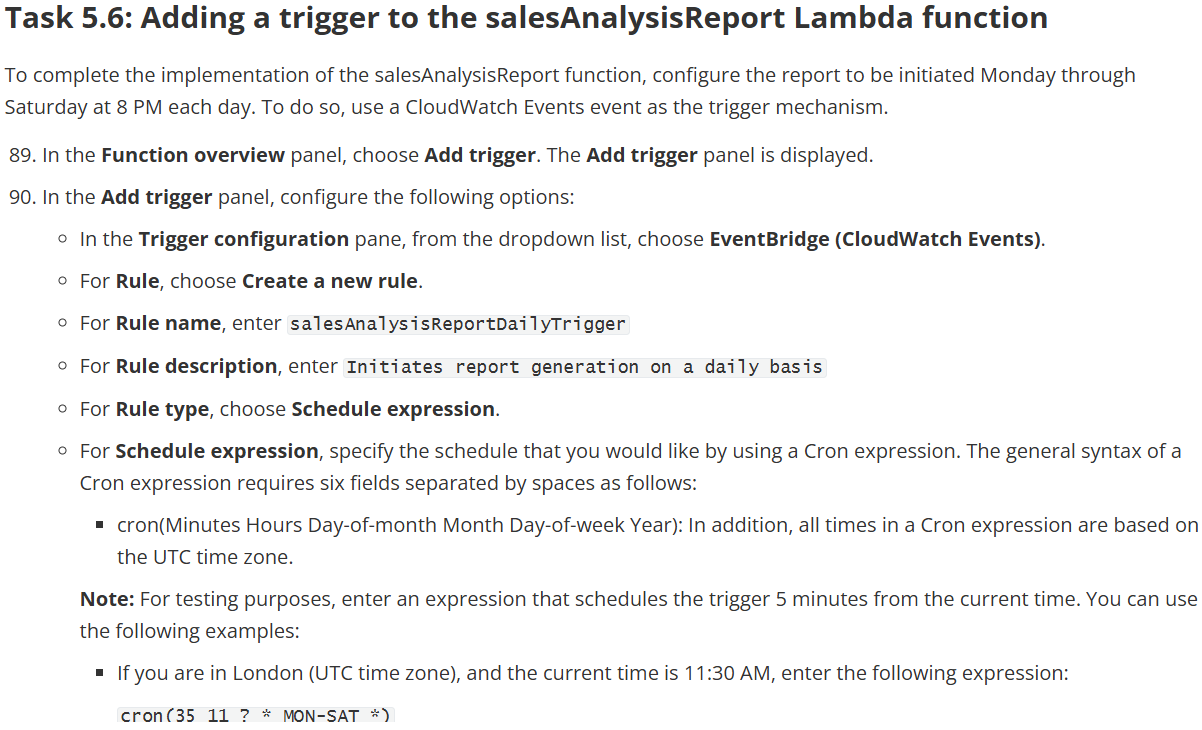 Task 5.6: Adding a trigger to the salesAnalysisReport Lambda function
To complete the implementation of the salesAnalysisReport function, configure the report to be initiated Monday through
Saturday at 8 PM each day. To do so, use a CloudWatch Events event as the trigger mechanism.
89. In the Function overview panel, choose Add trigger. The Add trigger panel is displayed.
90. In the Add trigger panel, configure the following options:
◦ In the Trigger configuration pane, from the dropdown list, choose EventBridge (CloudWatch Events).
◦ For Rule, choose Create a new rule.
◦ For Rule name, enter salesAnalysisReportDailyTrigger
◦ For Rule description, enter Initiates report generation on a daily basis
◦ For Rule type, choose Schedule expression.
◦ For Schedule expression, specify the schedule that you would like by using a Cron expression. The general syntax of a
Cron expression requires six fields separated by spaces as follows:
▪ cron(Minutes Hours Day-of-month Month Day-of-week Year): In addition, all times in a Cron expression are based on
the UTC time zone.
Note: For testing purposes, enter an expression that schedules the trigger 5 minutes from the current time. You can use
the following examples:
▪ If you are in London (UTC time zone), and the current time is 11:30 AM, enter the following expression:
cron(35 11 ? * MON-SAT *)